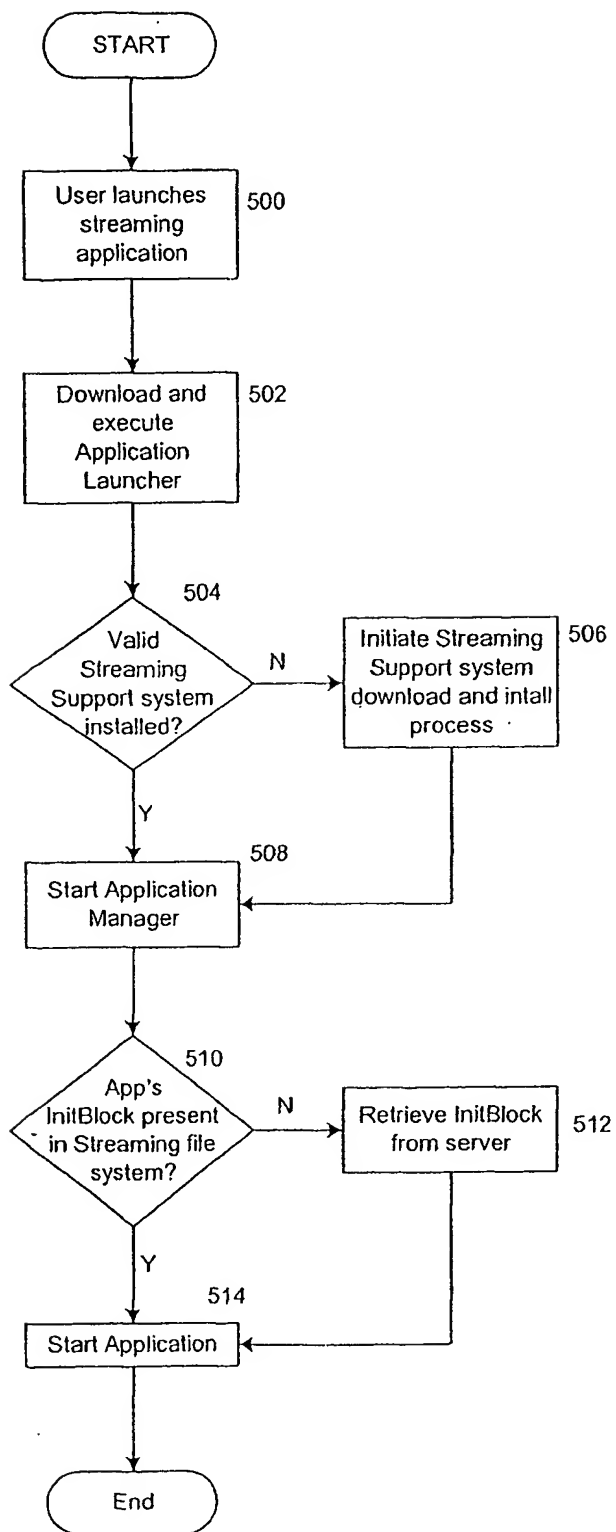 START
User launches
streaming
application
500
Download and
execute
Application
Launcher
502
504
Valid
Streaming
Support system
installed?
N
Y
Initiate Streaming
Support system
download and intall
process
506
508
Start Application
Manager
510
App's
InitBlock present
in Streaming file
system?
N
Y
Retrieve InitBlock
from server
512
514
Start Application
End